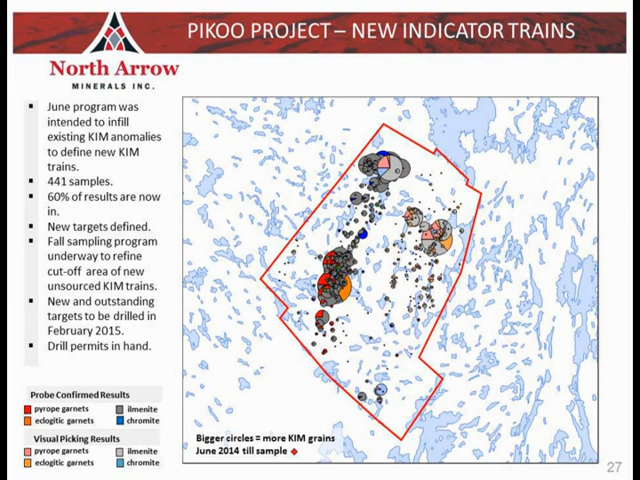 PIKOO PROJECT – NEW INDICATOR TRAINS
North Arrow
MINERALS INC.
▪ June program was
intended to infill
existing KIM anomalies
to define new KIM
trains.
▪ 441 samples.
▪ 60% of results are now
in.
▪ New targets defined.
▪ Fall sampling program
underway to refine
cut-off area of new
unsourced KIM trains.
▪ New and outstanding
targets to be drilled in
February 2015.
▪ Drill permits in hand.
Probe Confirmed Results
pyrope garnets ilmenite
eclogitic garnets chromite
Visual Picking Results
pyrope garnets ilmenite
eclogitic garnets chromite
Bigger circles = more KIM grains
June 2014 till sample
27